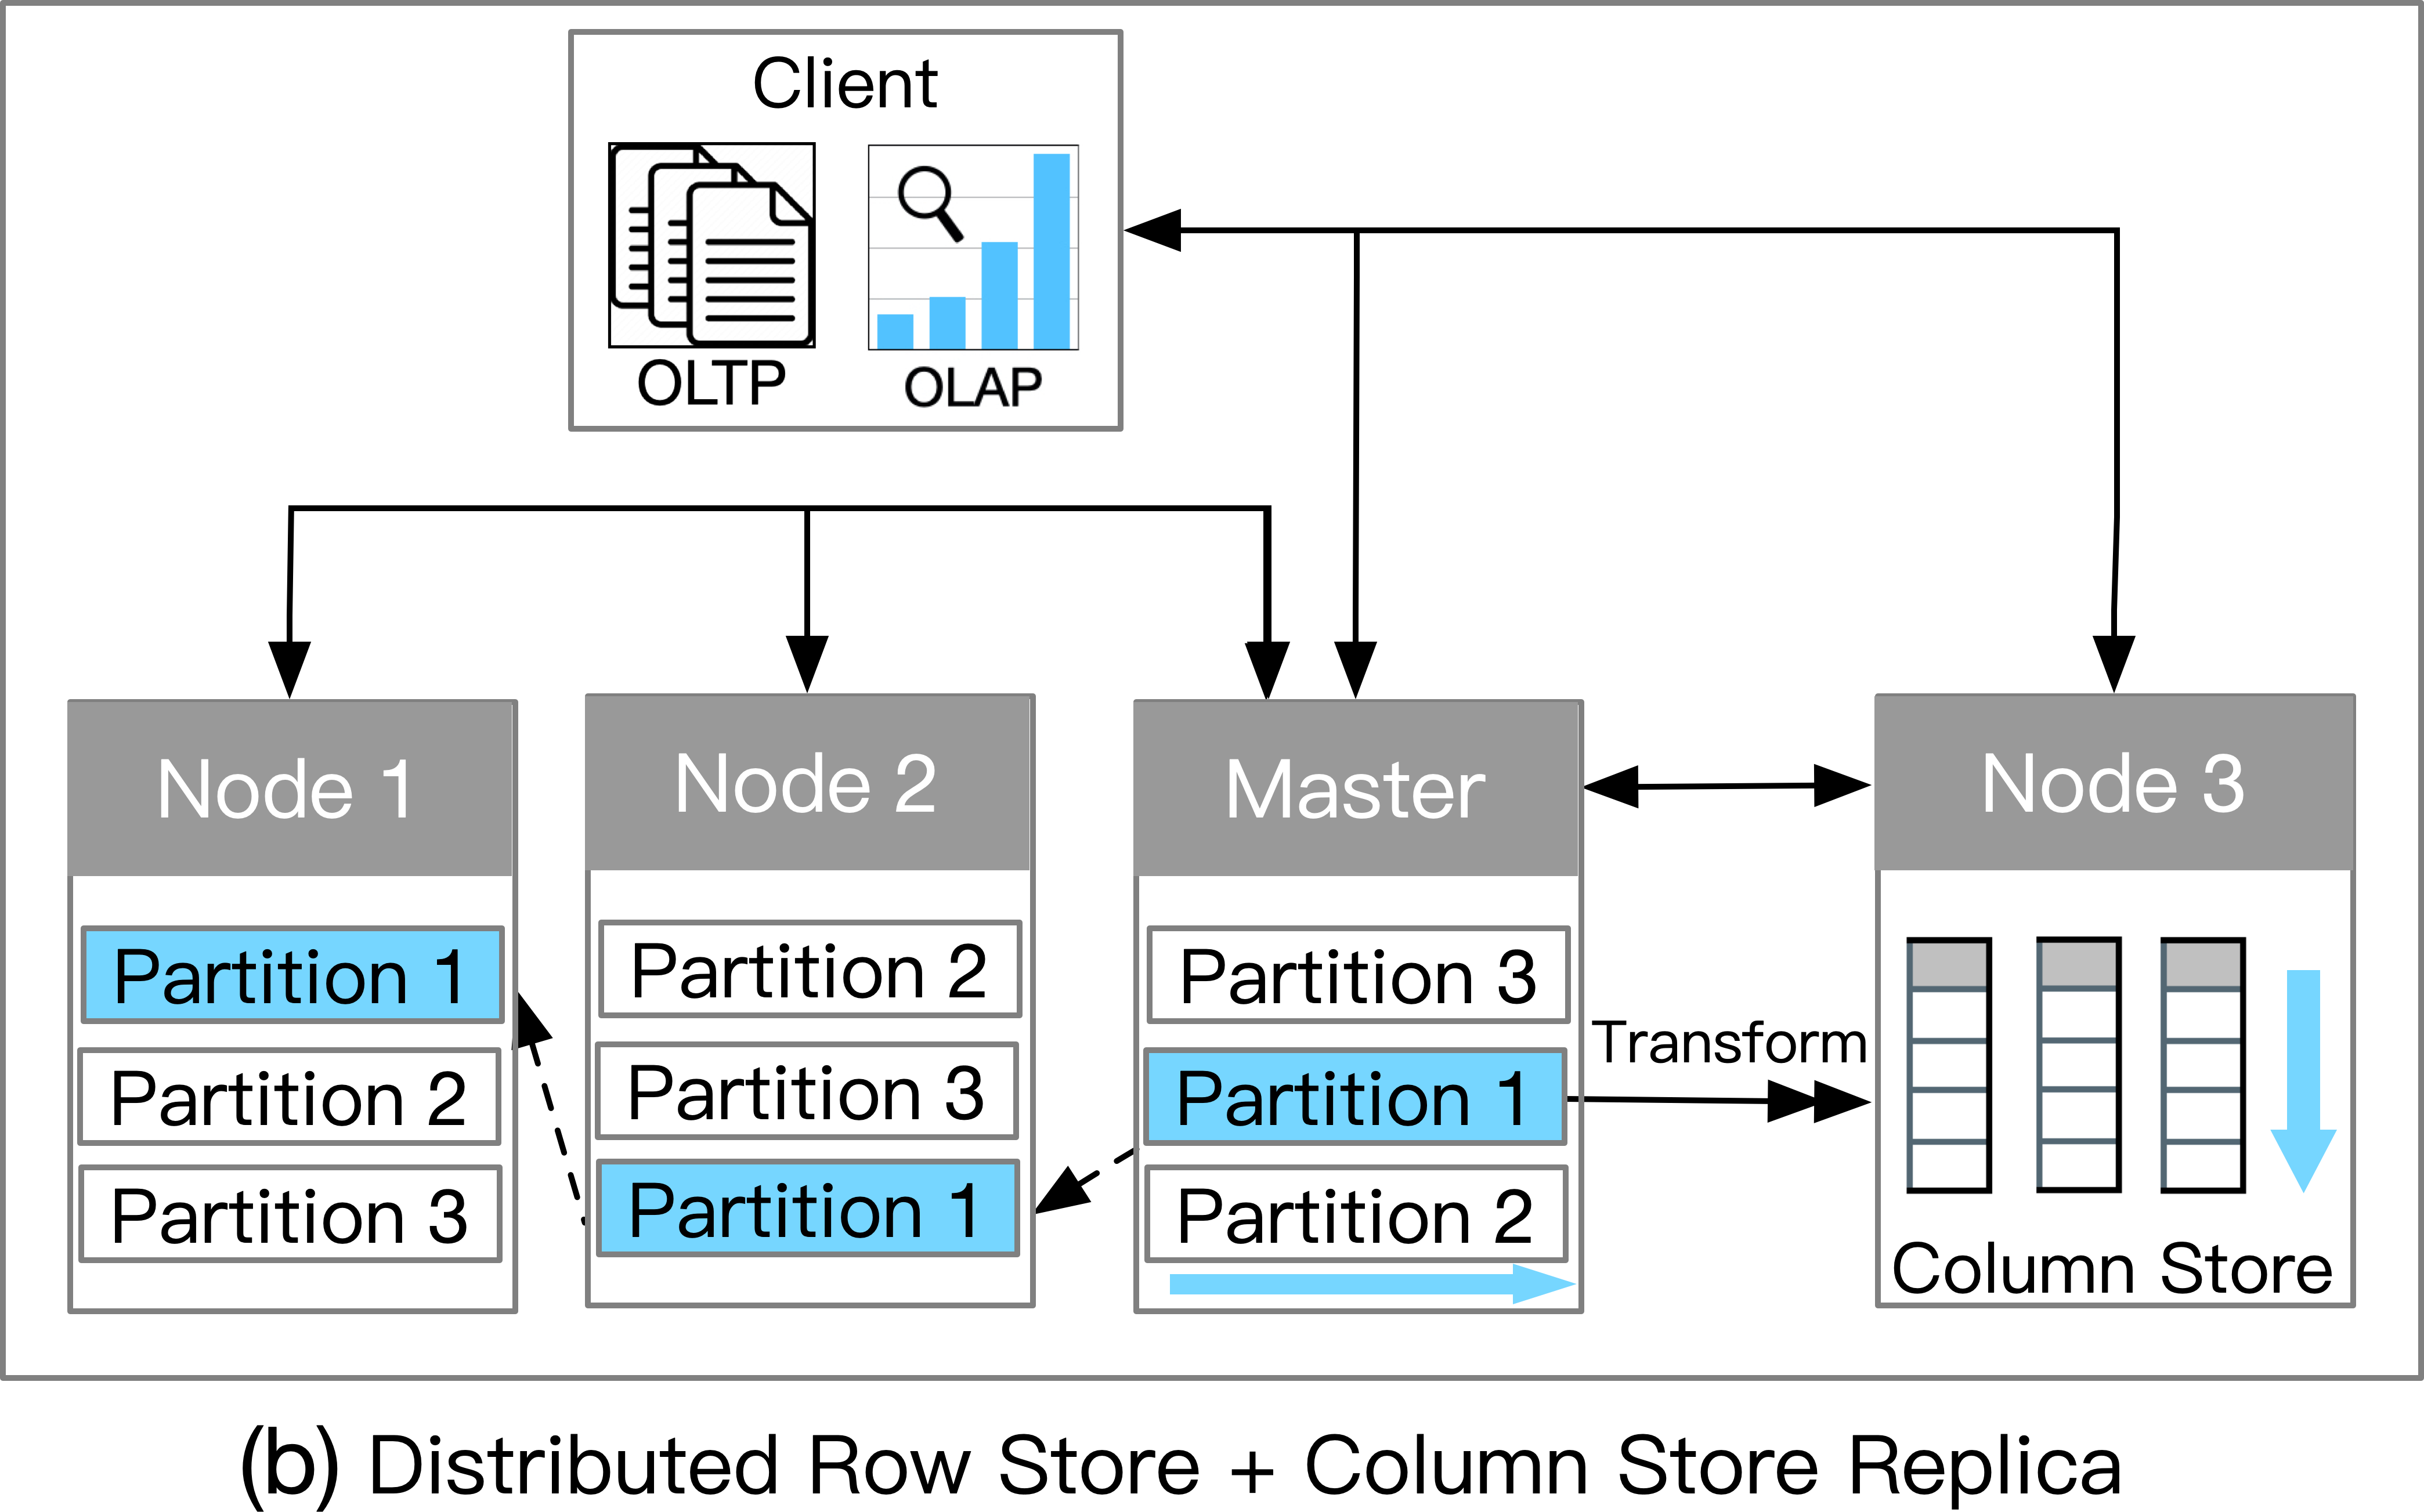 Client
OLTP
OLAP
Node 1
Partition 1
Partition 2
Partition 3
Node 2
Partition 2
Partition 3
Partition 1
Master
Partition 3
Partition 1
Partition 2
Transform
Node 3
Column Store
(b) Distributed Row Store + Column Store Replica